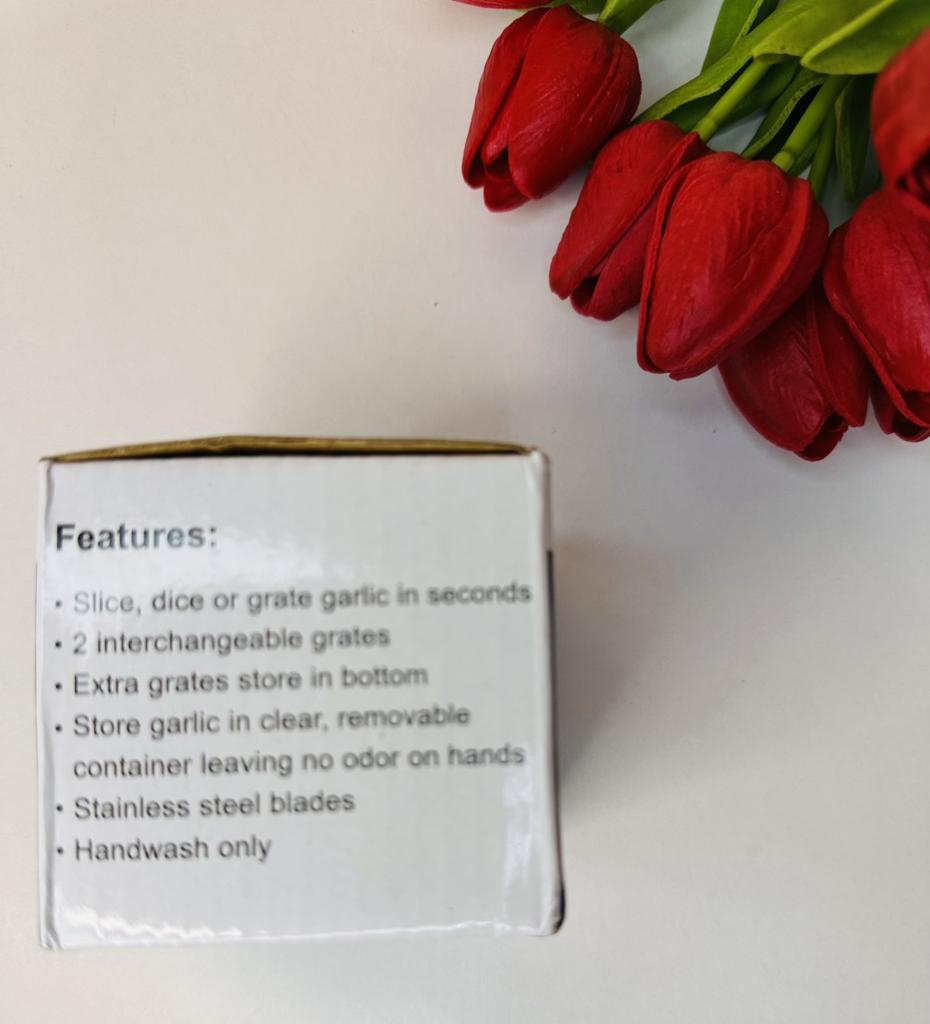 Features:
• Slice, dice or grate garlic in seconds
• 2 interchangeable grates
• Extra grates store in bottom
• Store garlic in clear, removable
container leaving no odor on hands
• Stainless steel blades
• Handwash only